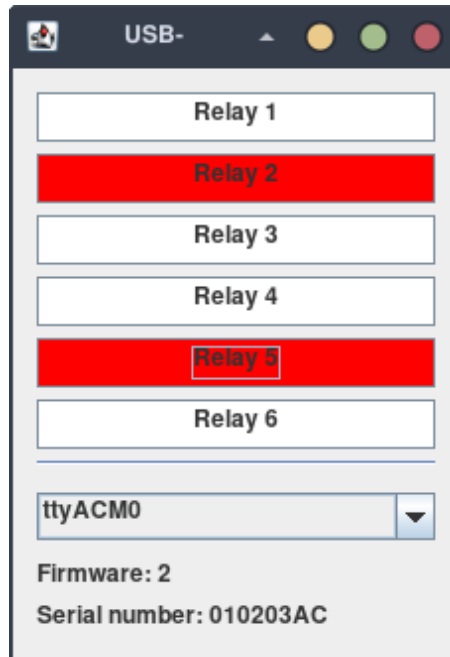 USB-
Relay 1
Relay 2
Relay 3
Relay 4
Relay 5
Relay 6
ttyACM0
Firmware: 2
Serial number: 010203AC